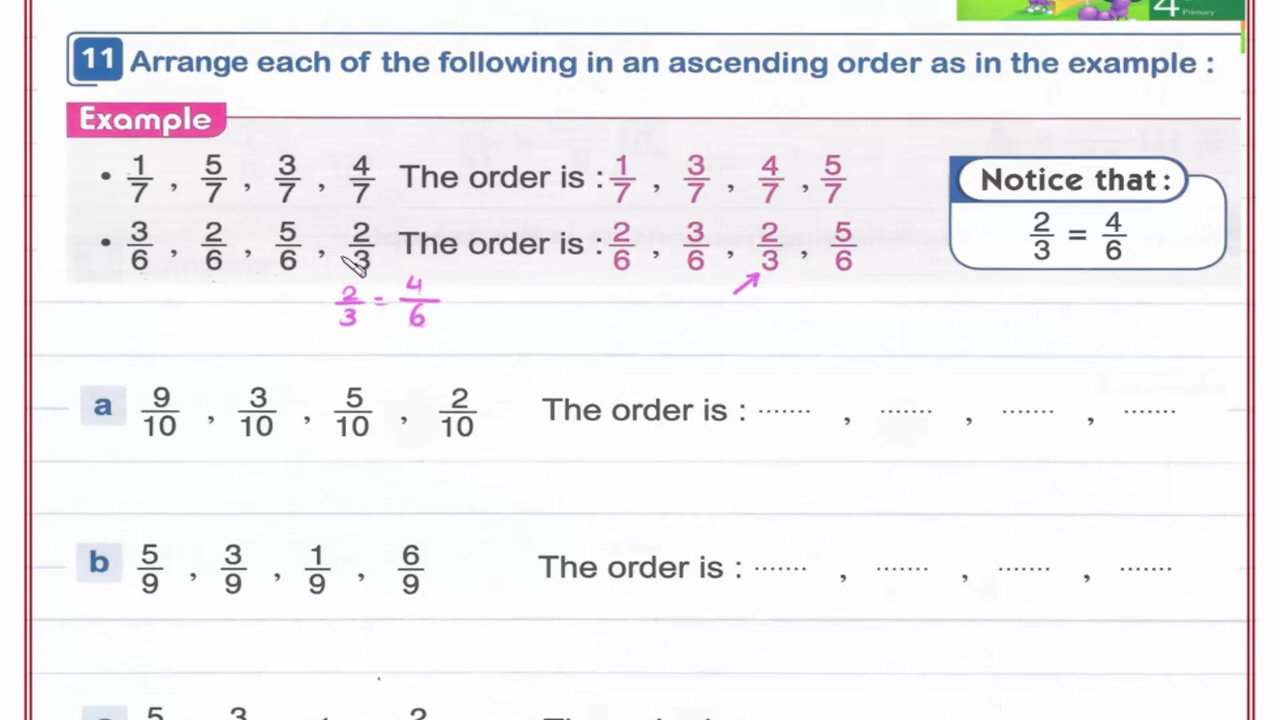 4 Primary
11 Arrange each of the following in an ascending order as in the example :
Example
• 1/7 , 5/7 , 3/7 , 4/7 The order is : 1/7 , 3/7 , 4/7 , 5/7
Notice that :
2/3 = 4/6
• 3/6 , 2/6 , 5/6 , 2/3 The order is : 2/6 , 3/6 , 2/3 , 5/6
2/3 = 4/6
a 9/10 , 3/10 , 5/10 , 2/10 The order is : ....... , ....... , ....... , .......
b 5/9 , 3/9 , 1/9 , 6/9 The order is : ....... , ....... , ....... , .......